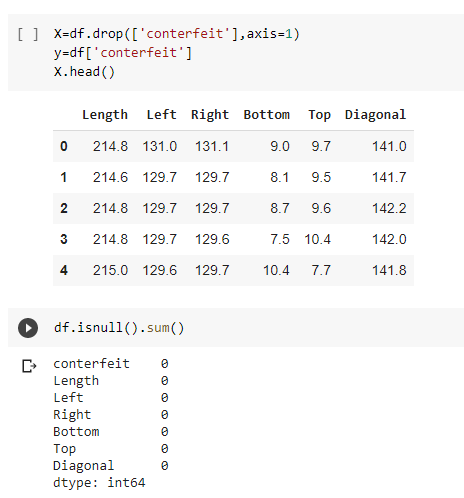 [ ] X=df.drop(['conterfeit'],axis=1)
y=df['conterfeit']
X.head()
Length Left Right Bottom Top Diagonal
0 214.8 131.0 131.1 9.0 9.7 141.0
1 214.6 129.7 129.7 8.1 9.5 141.7
2 214.8 129.7 129.7 8.7 9.6 142.2
3 214.8 129.7 129.6 7.5 10.4 142.0
4 215.0 129.6 129.7 10.4 7.7 141.8
df.isnull().sum()
conterfeit 0
Length 0
Left 0
Right 0
Bottom 0
Top 0
Diagonal 0
dtype: int64